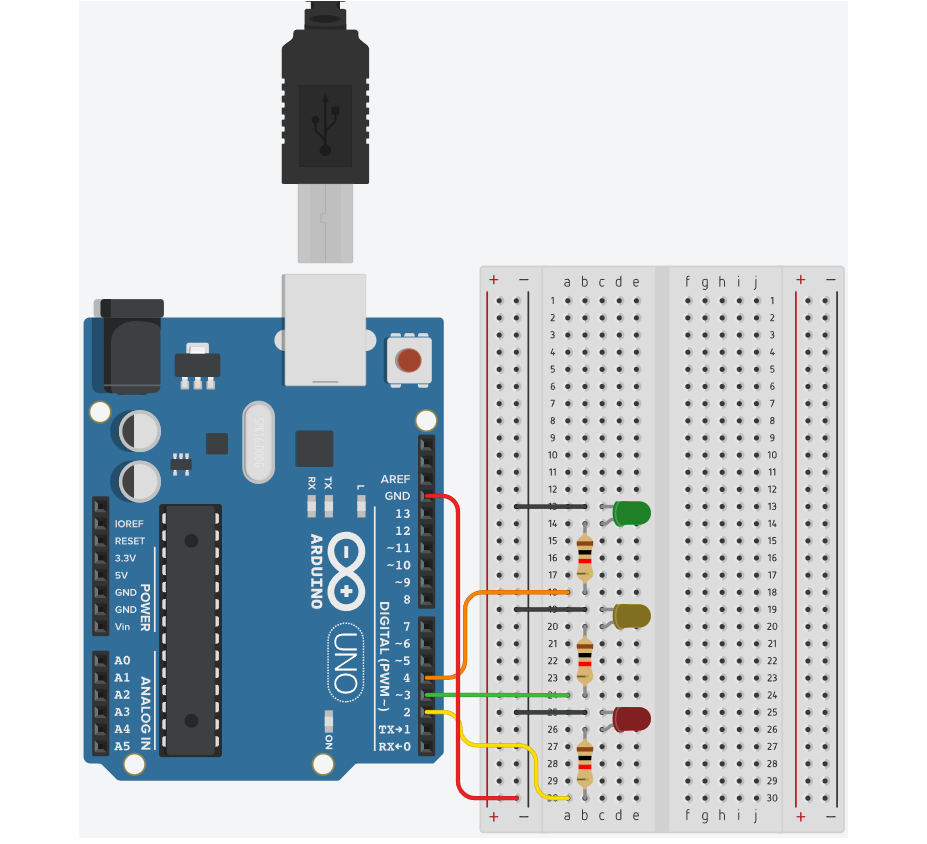 AREF
GND
13
12
~11
~10
~9
8
7
~6
~5
4
~3
2
TX→1
RX←0
IOREF
RESET
3.3V
5V
GND
GND
Vin
POWER
A0
A1
A2
A3
A4
A5
ANALOG IN
RX
TX
L
ARDUINO
UNO
DIGITAL (PWM~)
ON
+ − a b c d e f g h i j + −
1 1
2 2
3 3
4 4
5 5
6 6
7 7
8 8
9 9
10 10
11 11
12 12
13 13
14 14
15 15
16 16
17 17
18 18
19 19
20 20
21 21
22 22
23 23
24 24
25 25
26 26
27 27
28 28
29 29
30 30
+ − a b c d e f g h i j + −